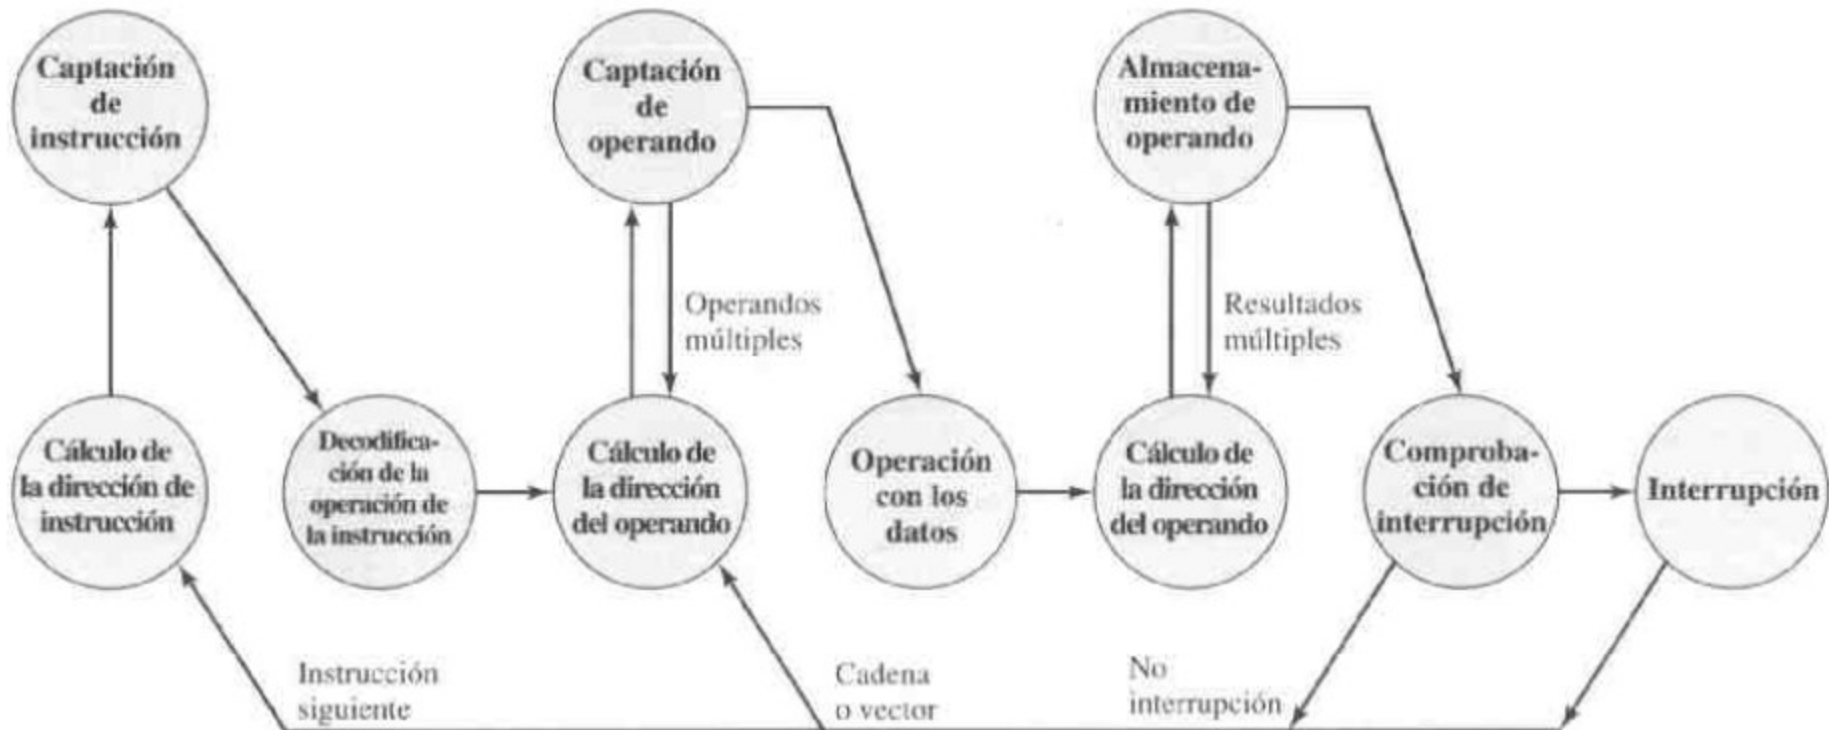 Captación
de
instrucción
Captación
de
operando
Almacena-
miento de
operando
Operandos
múltiples
Resultados
múltiples
Cálculo de
la dirección de
instrucción
Decodifica-
ción de la
operación de
la instrucción
Cálculo de
la dirección
del operando
Operación
con los
datos
Cálculo de
la dirección
del operando
Comproba-
ción de
interrupción
Interrupción
Instrucción
siguiente
Cadena
o vector
No
interrupción